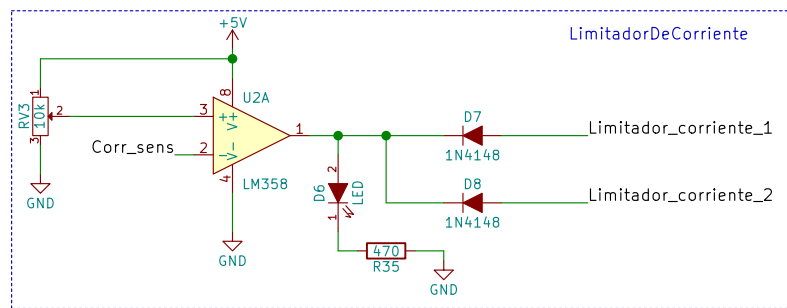 LimitadorDeCorriente
+5V
1
RV3
10k
2
3
GND
8
U2A
3
+
V+
1
Corr_sens
2
-
V-
4
LM358
GND
D7
1N4148
Limitador_corriente_1
D8
1N4148
Limitador_corriente_2
2
D6
LED
1
470
R35
GND